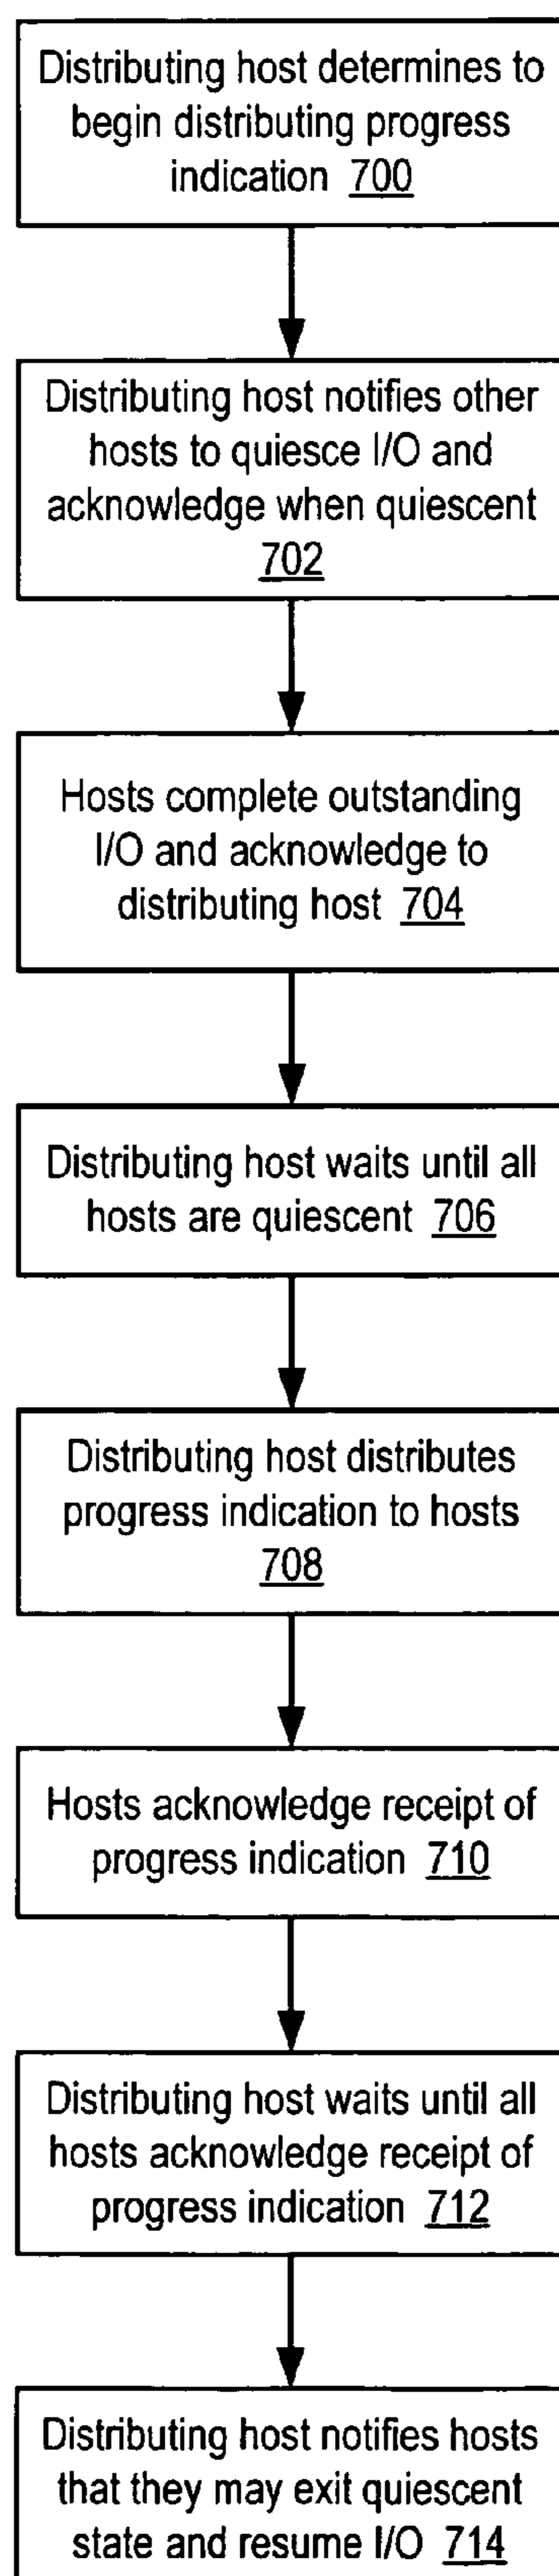 Distributing host determines to
begin distributing progress
indication 700
Distributing host notifies other
hosts to quiesce I/O and
acknowledge when quiescent
702
Hosts complete outstanding
I/O and acknowledge to
distributing host 704
Distributing host waits until all
hosts are quiescent 706
Distributing host distributes
progress indication to hosts
708
Hosts acknowledge receipt of
progress indication 710
Distributing host waits until all
hosts acknowledge receipt of
progress indication 712
Distributing host notifies hosts
that they may exit quiescent
state and resume I/O 714